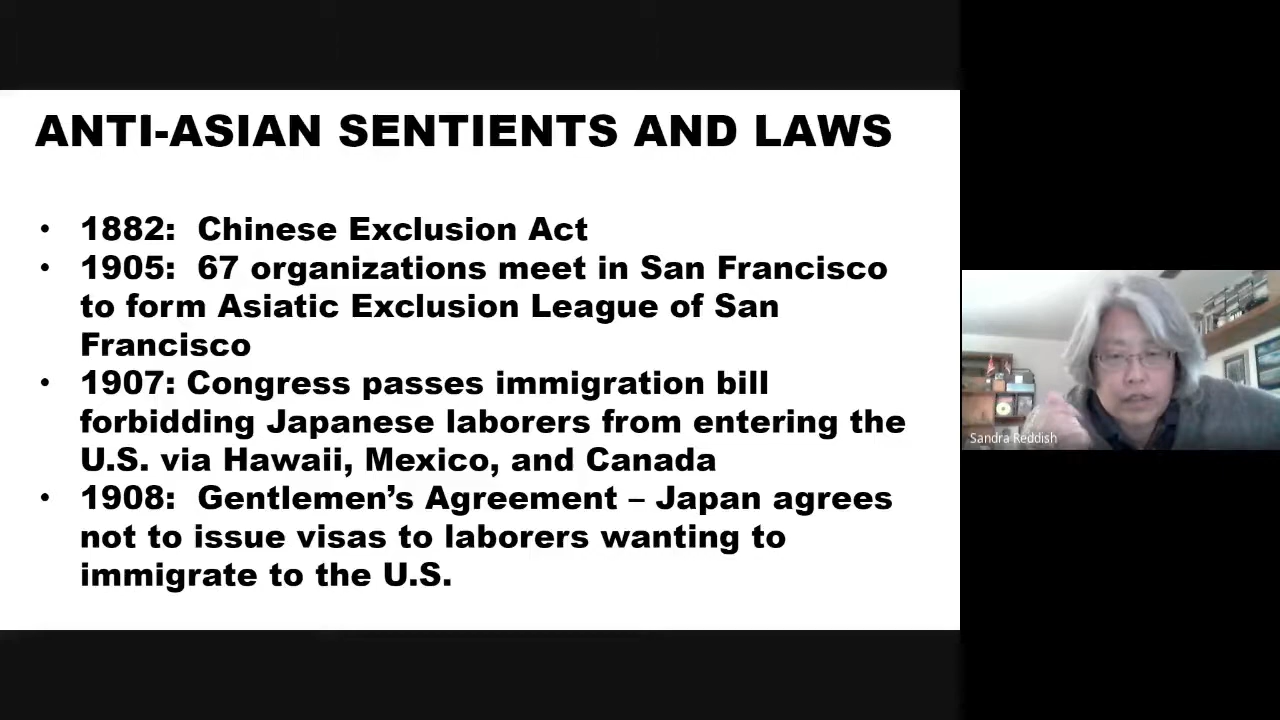 ANTI-ASIAN SENTIENTS AND LAWS
• 1882:  Chinese Exclusion Act
• 1905:  67 organizations meet in San Francisco
to form Asiatic Exclusion League of San
Francisco
• 1907: Congress passes immigration bill
forbidding Japanese laborers from entering the
U.S. via Hawaii, Mexico, and Canada
• 1908:  Gentlemen’s Agreement – Japan agrees
not to issue visas to laborers wanting to
immigrate to the U.S.
Sandra Reddish